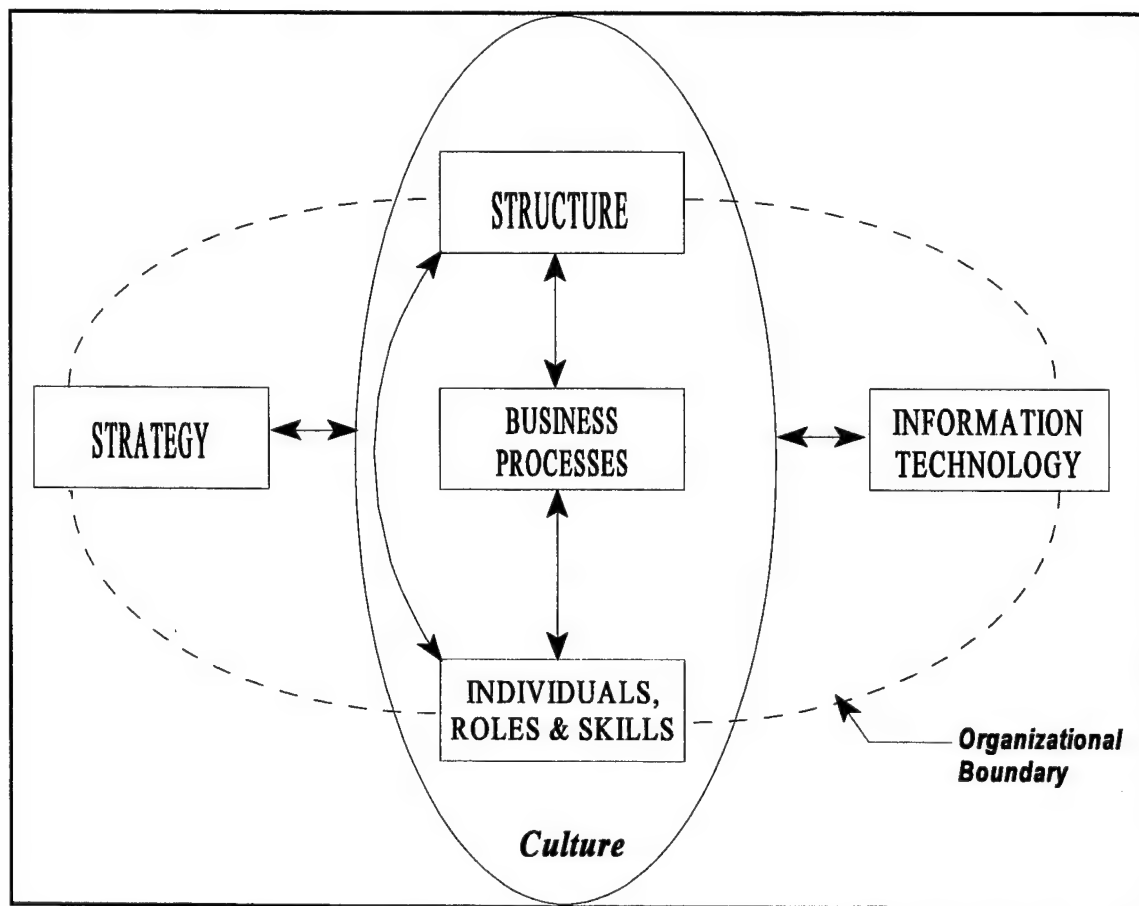 STRUCTURE
STRATEGY
BUSINESS
PROCESSES
INFORMATION
TECHNOLOGY
INDIVIDUALS,
ROLES & SKILLS
Organizational
Boundary
Culture